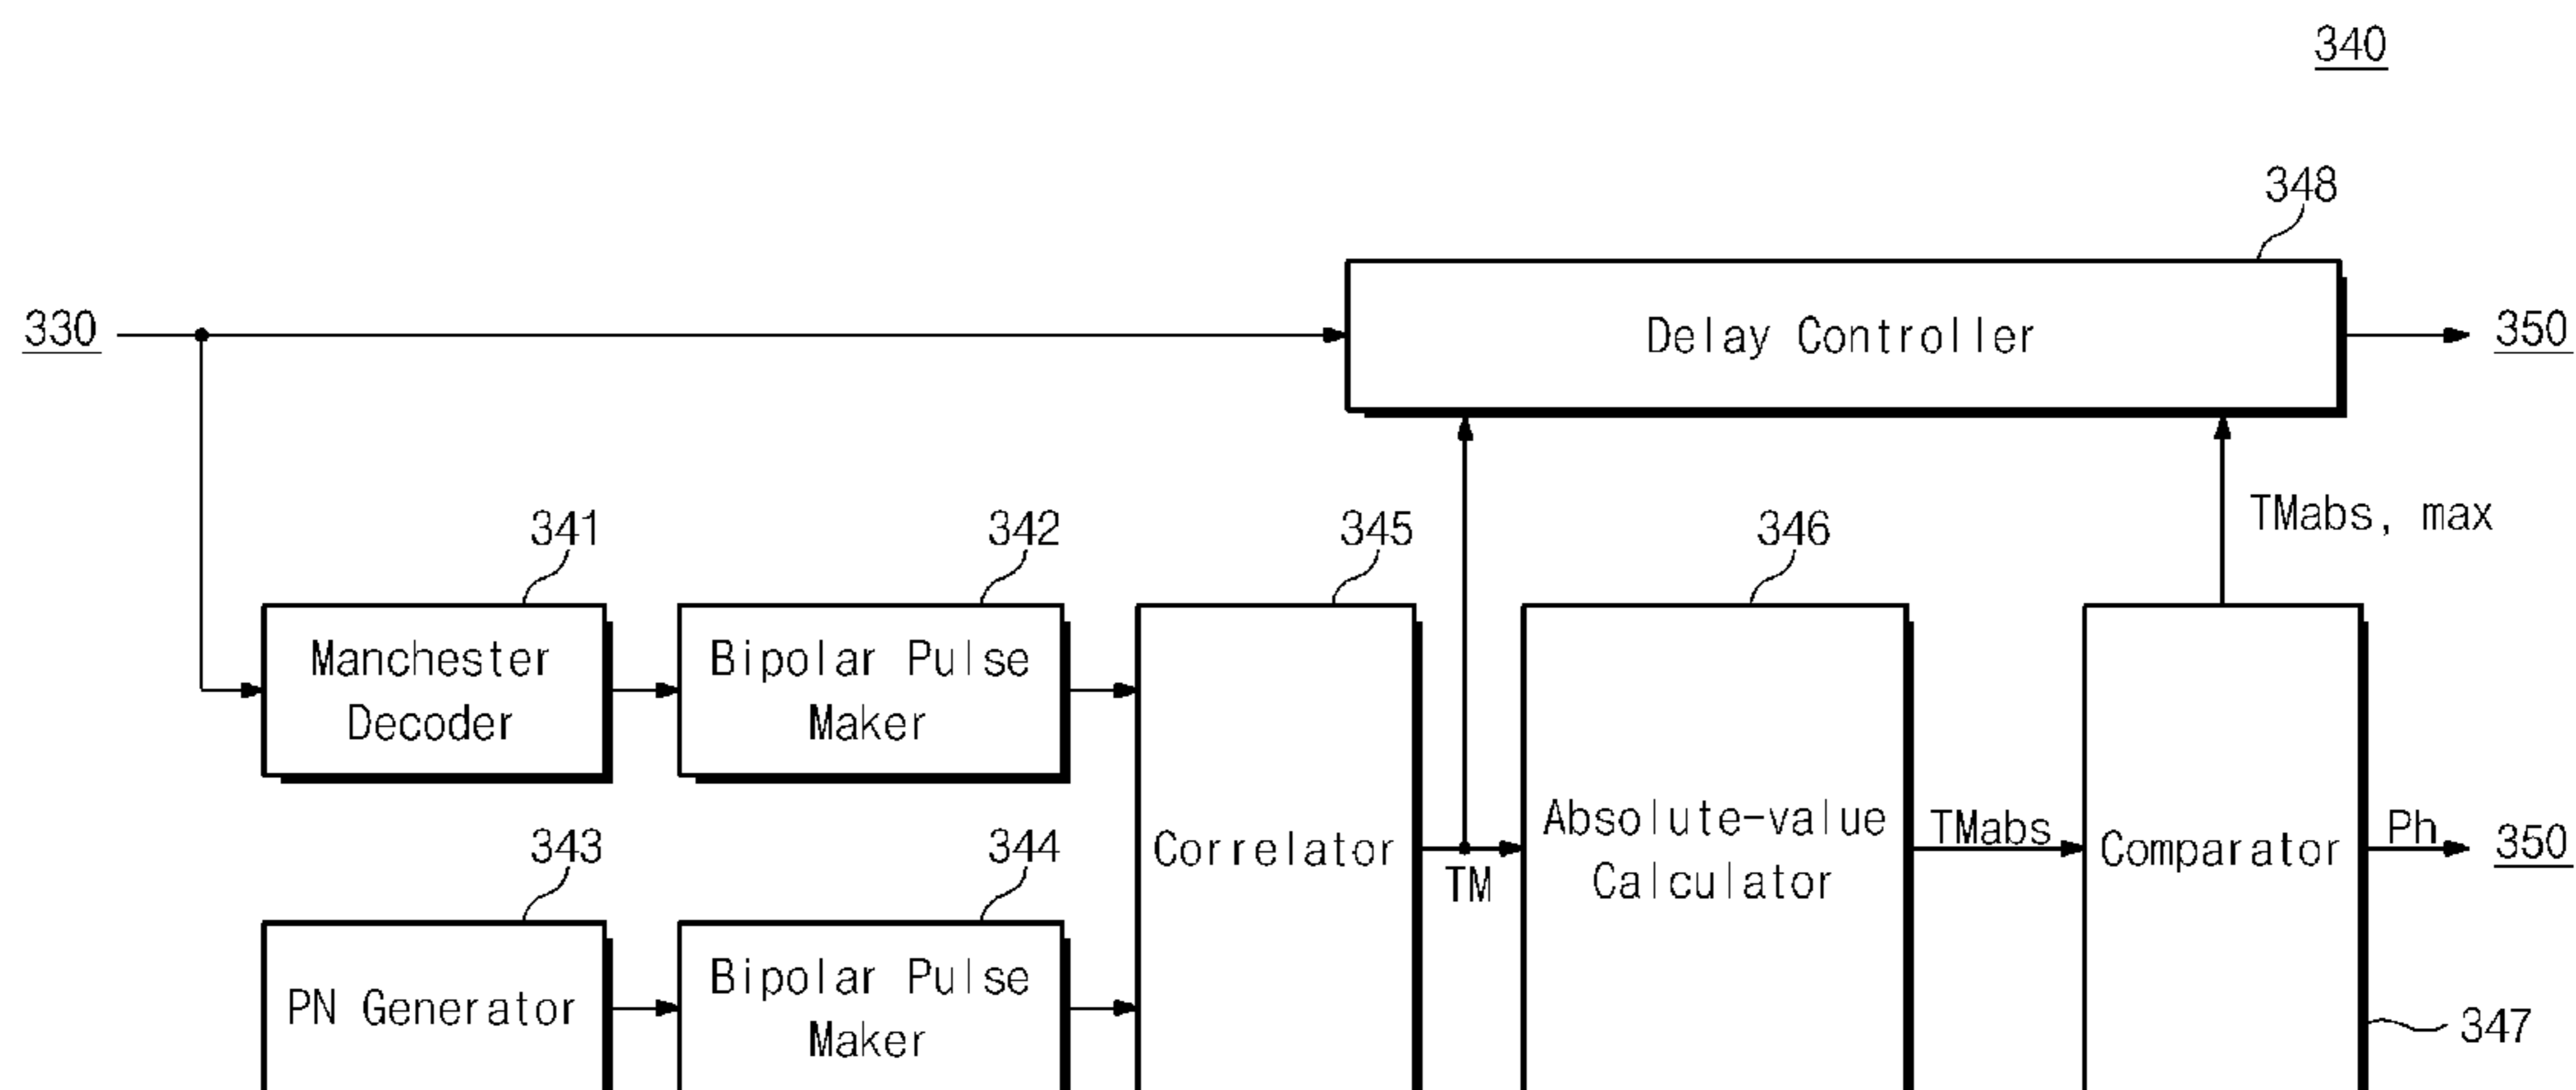 340
348
330
Delay Controller
350
TMabs, max
341
342
345
346
Manchester
Decoder
Bipolar Pulse
Maker
343
344
Correlator
TM
Absolute-value
Calculator
TMabs
Comparator
Ph
350
PN Generator
Bipolar Pulse
Maker
347